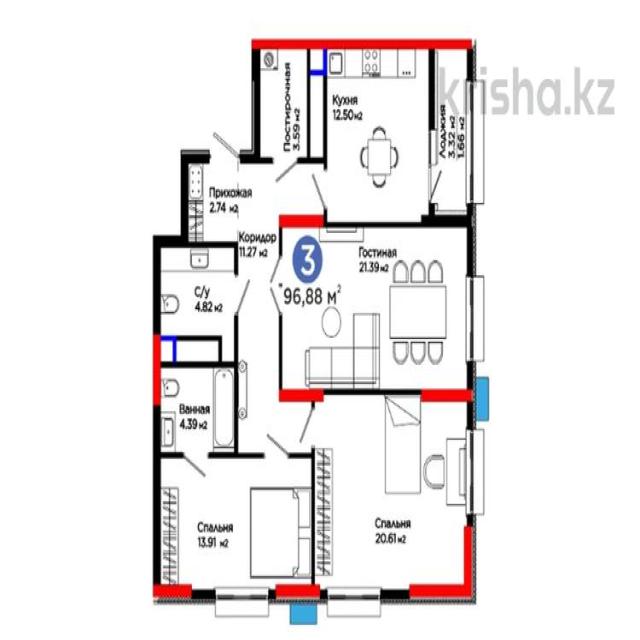 krisha.kz
Постирочная
3.59 м2
Кухня
12.50 м2
Лоджия
3.32 м2
1.66 м2
Прихожая
2.74 м2
Коридор
11.27 м2
3
96,88 м2
Гостиная
21.39 м2
С/у
4.82 м2
Ванная
4.39 м2
Спальня
13.91 м2
Спальня
20.61 м2